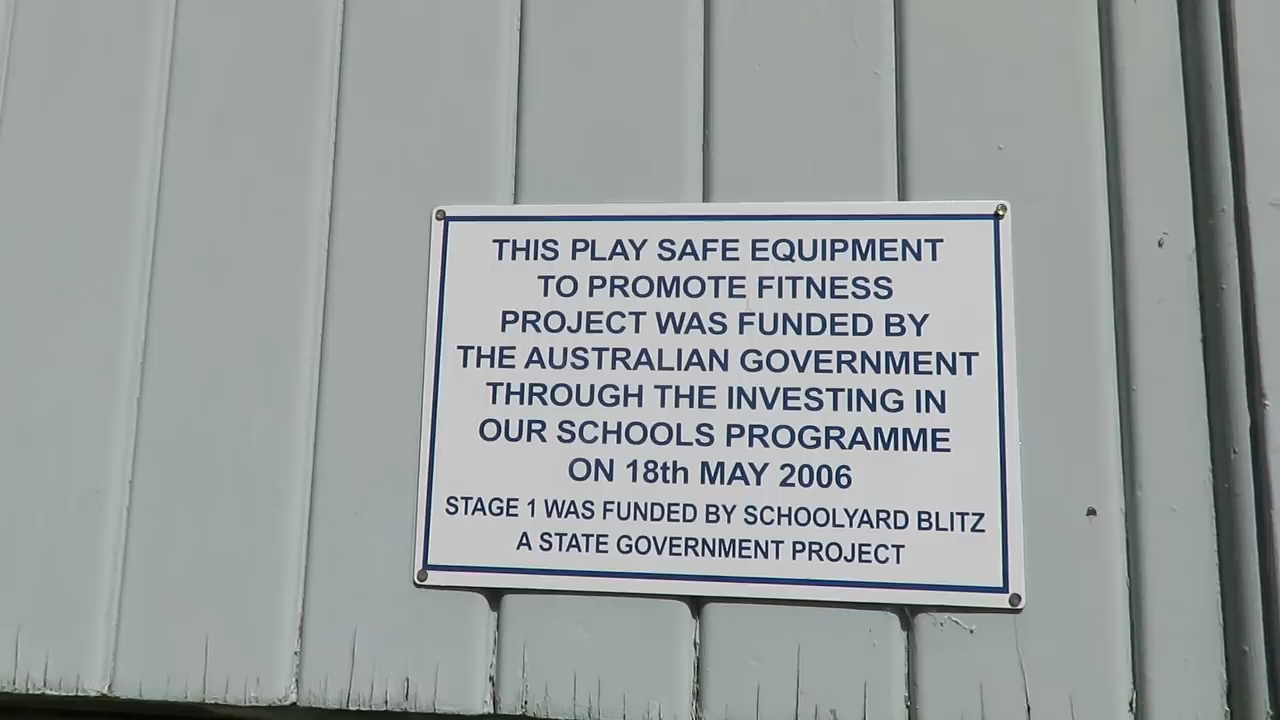 THIS PLAY SAFE EQUIPMENT
TO PROMOTE FITNESS
PROJECT WAS FUNDED BY
THE AUSTRALIAN GOVERNMENT
THROUGH THE INVESTING IN
OUR SCHOOLS PROGRAMME
ON 18th MAY 2006
STAGE 1 WAS FUNDED BY SCHOOLYARD BLITZ
A STATE GOVERNMENT PROJECT